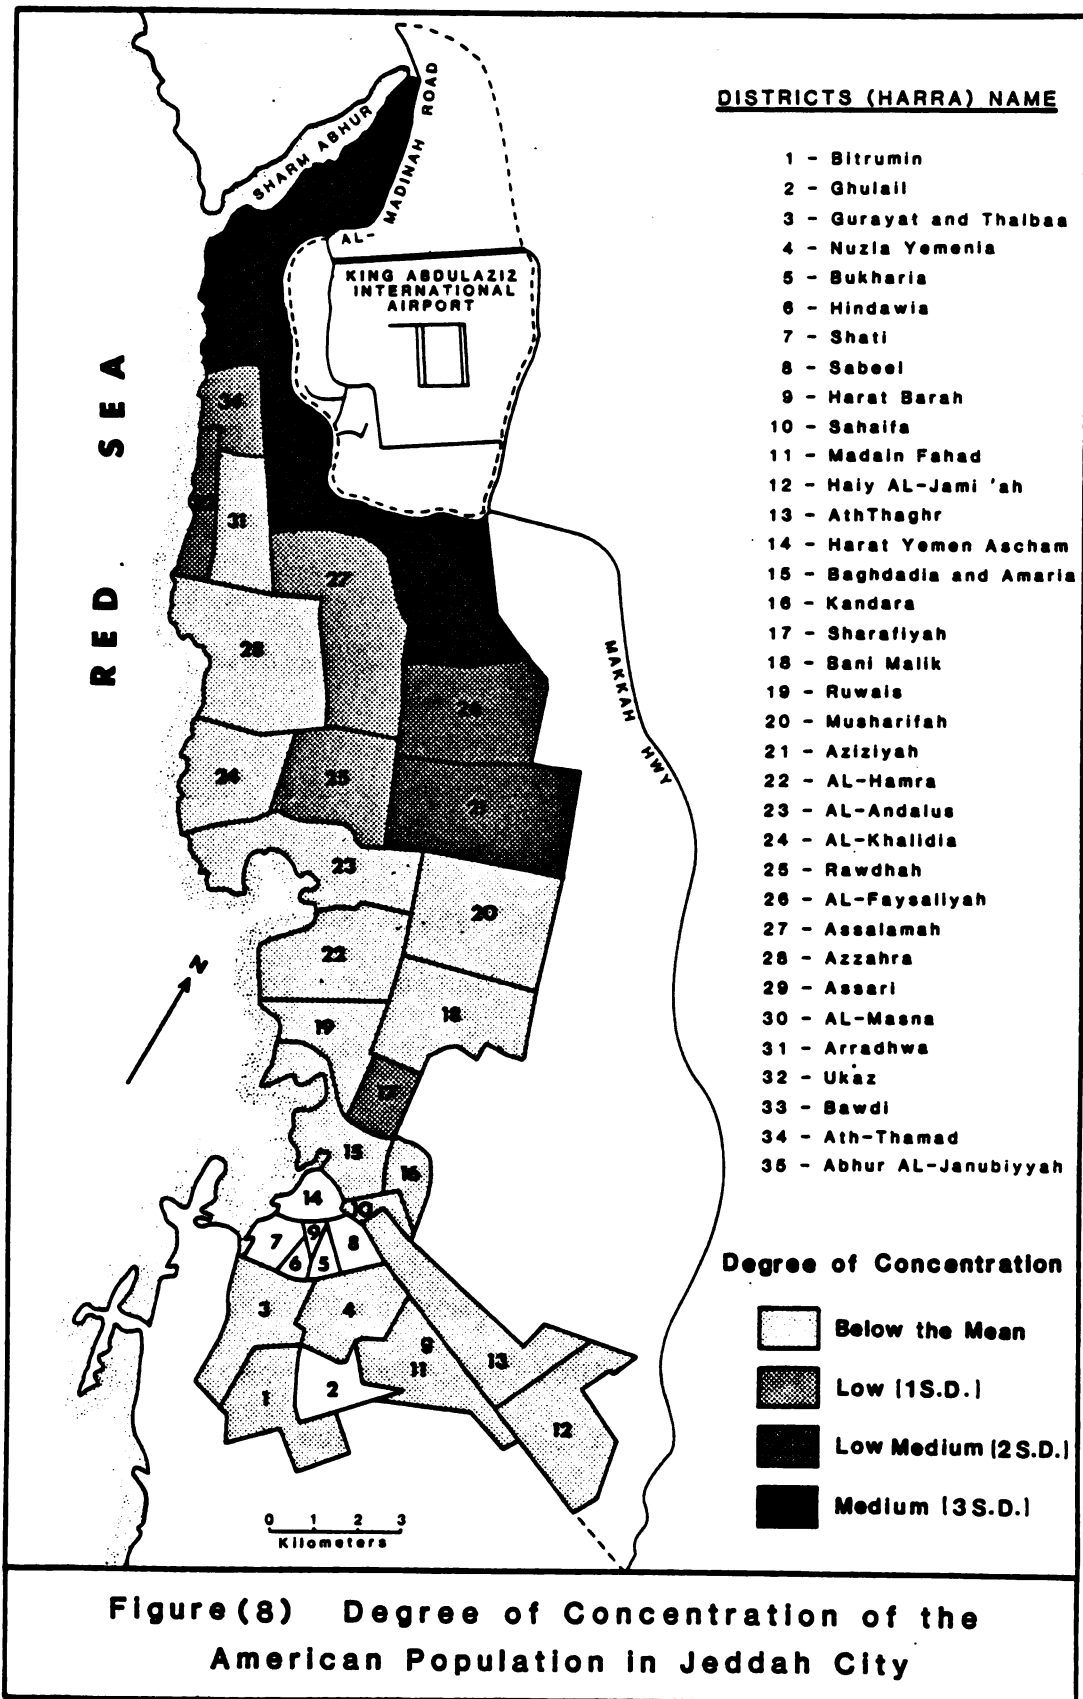 SHARM ABHUR
AL-MADINAH ROAD
KING ABDULAZIZ
INTERNATIONAL
AIRPORT
RED SEA
MAKKAH HWY
N
34
31
27
28
26
24
25
21
23
20
22
19
18
17
15
16
14
10
7
9
8
6
5
3
4
9
11
13
1
2
12
0 1 2 3
Kilometers
DISTRICTS (HARRA) NAME
1 - Bitrumin
2 - Ghulail
3 - Gurayat and Thalbaa
4 - Nuzla Yemenia
5 - Bukharia
6 - Hindawia
7 - Shati
8 - Sabeel
9 - Harat Barah
10 - Sahaifa
11 - Madain Fahad
12 - Haiy AL-Jami 'ah
13 - AthThaghr
14 - Harat Yemen Ascham
15 - Baghdadia and Amaria
16 - Kandara
17 - Sharafiyah
18 - Bani Malik
19 - Ruwais
20 - Musharifah
21 - Aziziyah
22 - AL-Hamra
23 - AL-Andalus
24 - AL-Khalidia
25 - Rawdhah
26 - AL-Faysaliyah
27 - Assalamah
28 - Azzahra
29 - Assari
30 - AL-Masna
31 - Arradhwa
32 - Ukaz
33 - Bawdi
34 - Ath-Thamad
35 - Abhur AL-Janubiyyah
Degree of Concentration
Below the Mean
Low [1S.D.]
Low Medium [2S.D.]
Medium [3S.D.]
Figure(8) Degree of Concentration of the
American Population in Jeddah City